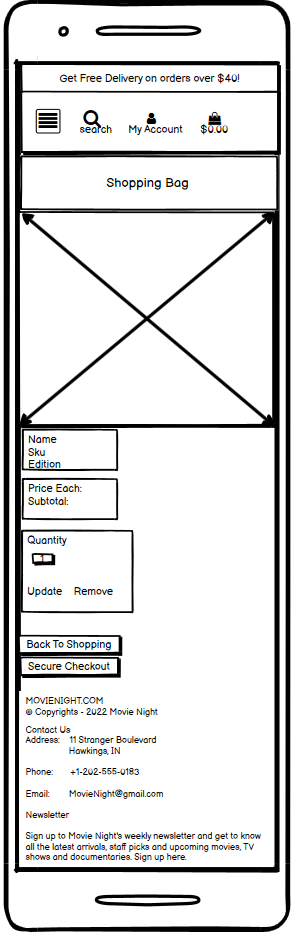 Get Free Delivery on orders over $40!
search My Account $0.00
Shopping Bag
Name
Sku
Edition
Price Each:
Subtotal:
Quantity
1
Update Remove
Back To Shopping
Secure Checkout
MOVIENIGHT.COM
© Copyrights - 2022 Movie Night
Contact Us
Address: 11 Stranger Boulevard
Hawkings, IN
Phone: +1-202-555-0183
Email: MovieNight@gmail.com
Newsletter
Sign up to Movie Night's weekly newsletter and get to know
all the latest arrivals, staff picks and upcoming movies, TV
shows and documentaries. Sign up here.